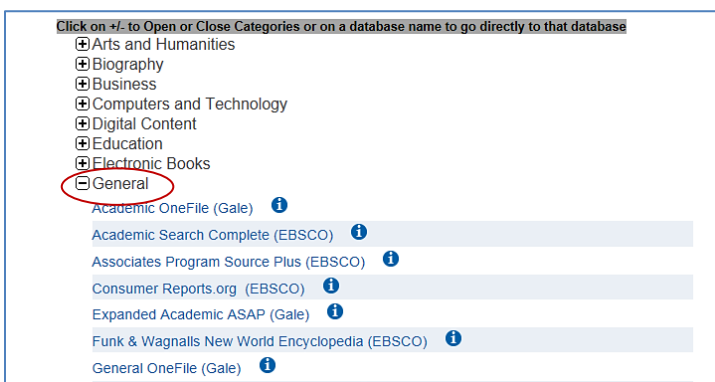 Click on +/- to Open or Close Categories or on a database name to go directly to that database
Arts and Humanities
Biography
Business
Computers and Technology
Digital Content
Education
Electronic Books
General
Academic OneFile (Gale)
Academic Search Complete (EBSCO)
Associates Program Source Plus (EBSCO)
Consumer Reports.org (EBSCO)
Expanded Academic ASAP (Gale)
Funk & Wagnalls New World Encyclopedia (EBSCO)
General OneFile (Gale)